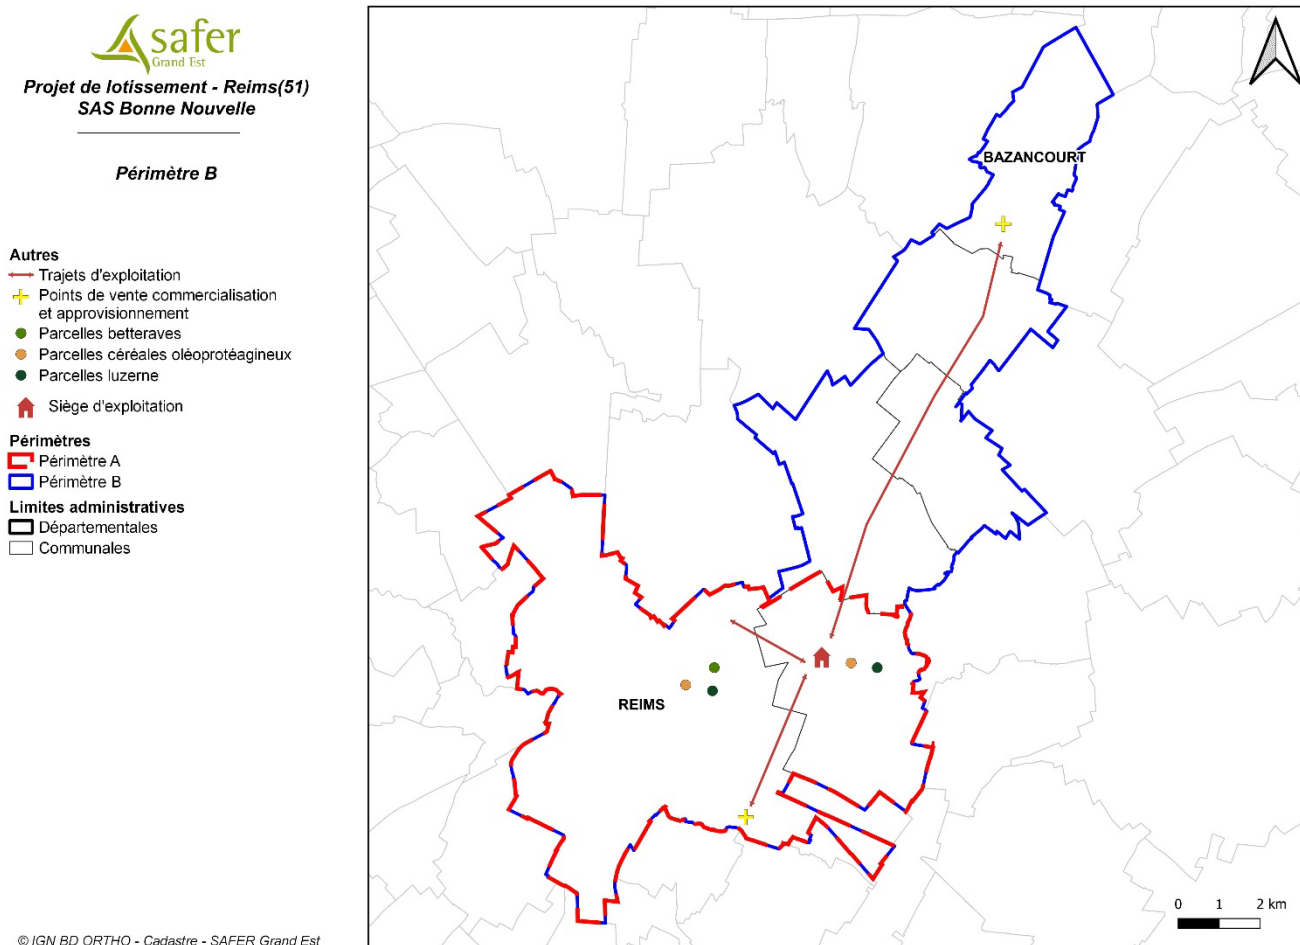 safer
Grand Est
Projet de lotissement - Reims(51)
SAS Bonne Nouvelle
Périmètre B
Autres
Trajets d'exploitation
Points de vente commercialisation
et approvisionnement
Parcelles betteraves
Parcelles céréales oléoprotéagineux
Parcelles luzerne
Siège d'exploitation
Périmètres
Périmètre A
Périmètre B
Limites administratives
Départementales
Communales
© IGN BD ORTHO - Cadastre - SAFER Grand Est
BAZANCOURT
REIMS
0 1 2 km